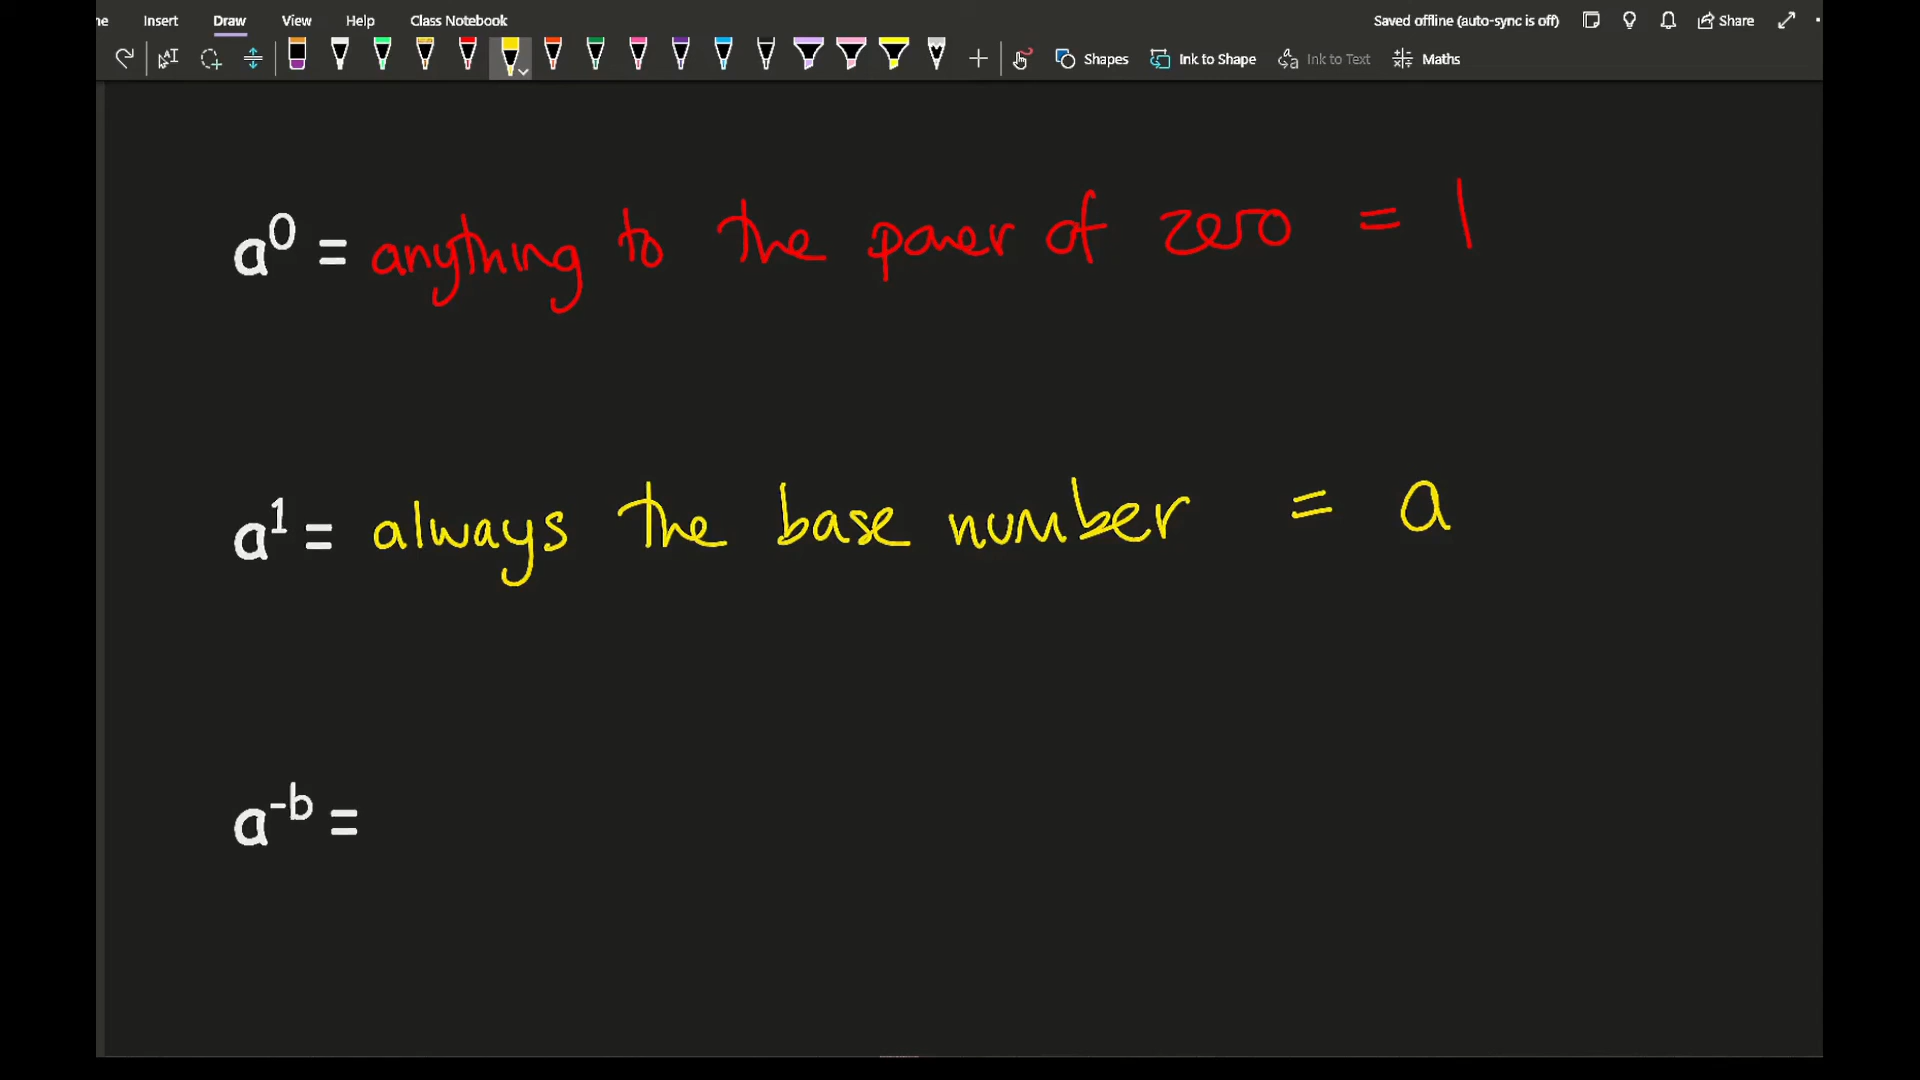 ne Insert Draw View Help Class Notebook Saved offline (auto-sync is off) Share
Shapes Ink to Shape Ink to Text Maths
a⁰ = anything to the power of zero = 1
a¹ = always the base number = a
a⁻ᵇ =